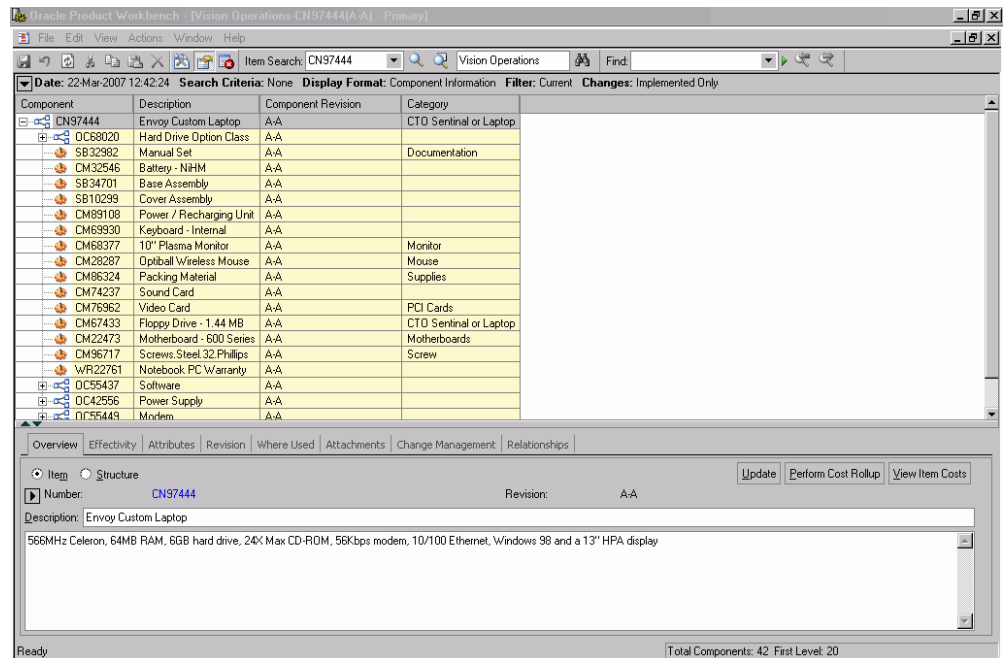 Oracle Product Workbench - [Vision Operations-CN97444[A-A] - Primary]
File Edit View Actions Window Help
Item Search: CN97444 Vision Operations Find:
Date: 22-Mar-2007 12:42:24 Search Criteria: None Display Format: Component Information Filter: Current Changes: Implemented Only
Component Description Component Revision Category
CN97444 Envoy Custom Laptop A-A CTO Sentinal or Laptop
OC68020 Hard Drive Option Class A-A
SB32982 Manual Set A-A Documentation
CM32546 Battery - NiHM A-A
SB34701 Base Assembly A-A
SB10299 Cover Assembly A-A
CM89108 Power / Recharging Unit A-A
CM69930 Keyboard - Internal A-A
CM68377 10" Plasma Monitor A-A Monitor
CM28287 Optiball Wireless Mouse A-A Mouse
CM86324 Packing Material A-A Supplies
CM74237 Sound Card A-A
CM76962 Video Card A-A PCI Cards
CM67433 Floppy Drive - 1.44 MB A-A CTO Sentinal or Laptop
CM22473 Motherboard - 600 Series A-A Motherboards
CM96717 Screws.Steel.32.Phillips A-A Screw
WR22761 Notebook PC Warranty A-A
OC55437 Software A-A
OC42556 Power Supply A-A
OC55449 Modem A-A
Overview Effectivity Attributes Revision Where Used Attachments Change Management Relationships
Item Structure Update Perform Cost Rollup View Item Costs
Number: CN97444 Revision: A-A
Description: Envoy Custom Laptop
566MHz Celeron, 64MB RAM, 6GB hard drive, 24X Max CD-ROM, 56Kbps modem, 10/100 Ethernet, Windows 98 and a 13" HPA display
Ready Total Components: 42 First Level: 20